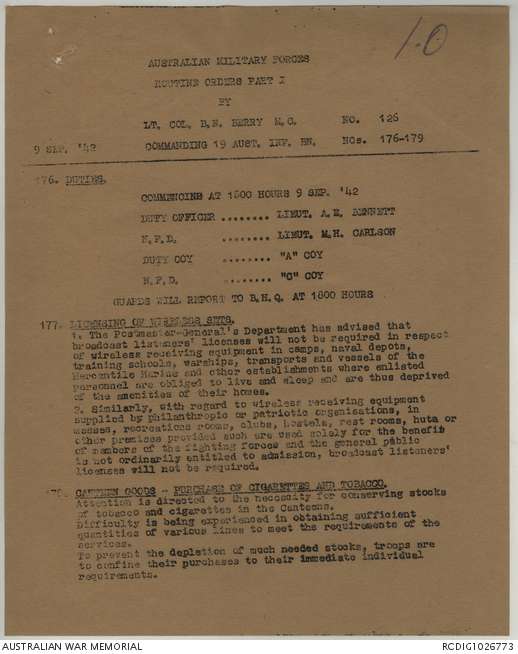 1.0
AUSTRALIAN MILITARY FORCES
ROUTINE ORDERS PART I
BY
LT. COL. B.N. BERRY M.C. NO. 126
9 SEP. '42 COMMANDING 19 AUST. INF. BN. NOs. 176-179
176. DUTIES.
COMMENCING AT 1800 HOURS 9 SEP. '42
DUTY OFFICER ........ LIEUT. A.E. BENNETT
N.F.D. ........ LIEUT. M.H. CARLSON
DUTY COY ........ "A" COY
N.F.D. ........ "C" COY
GUARDS WILL REPORT TO B.H.Q. AT 1800 HOURS
177. LICENSING OF WIRELESS SETS.
1. The Postmaster-General's Department has advised that
broadcast listeners' licenses will not be required in respect
of wireless receiving equipment in camps, naval depots,
training schools, warships, transports and vessels of the
Mercantile Marine and other establishments where enlisted
personnel are obliged to live and sleep and are thus deprived
of the amenities of their homes.
2. Similarly, with regard to wireless receiving equipment
supplied by philanthropic or patriotic organisations, in
messes, recreations rooms, clubs, hostels, rest rooms, huts or
other premises provided such are used solely for the benefit
of members of the fighting forces and the general public
is not ordinarily entitled to admission, broadcast listeners'
licenses will not be required.
178. CANTEEN GOODS - PURCHASE OF CIGARETTES AND TOBACCO.
Attention is directed to the necessity for conserving stocks
of tobacco and cigarettes in the Canteens.
Difficulty is being experienced in obtaining sufficient
quantities of various lines to meet the requirements of the
services.
To prevent the depletion of much needed stocks, troops are
to confine their purchases to their immediate individual
requirements.
AUSTRALIAN WAR MEMORIAL RCDIG1026773